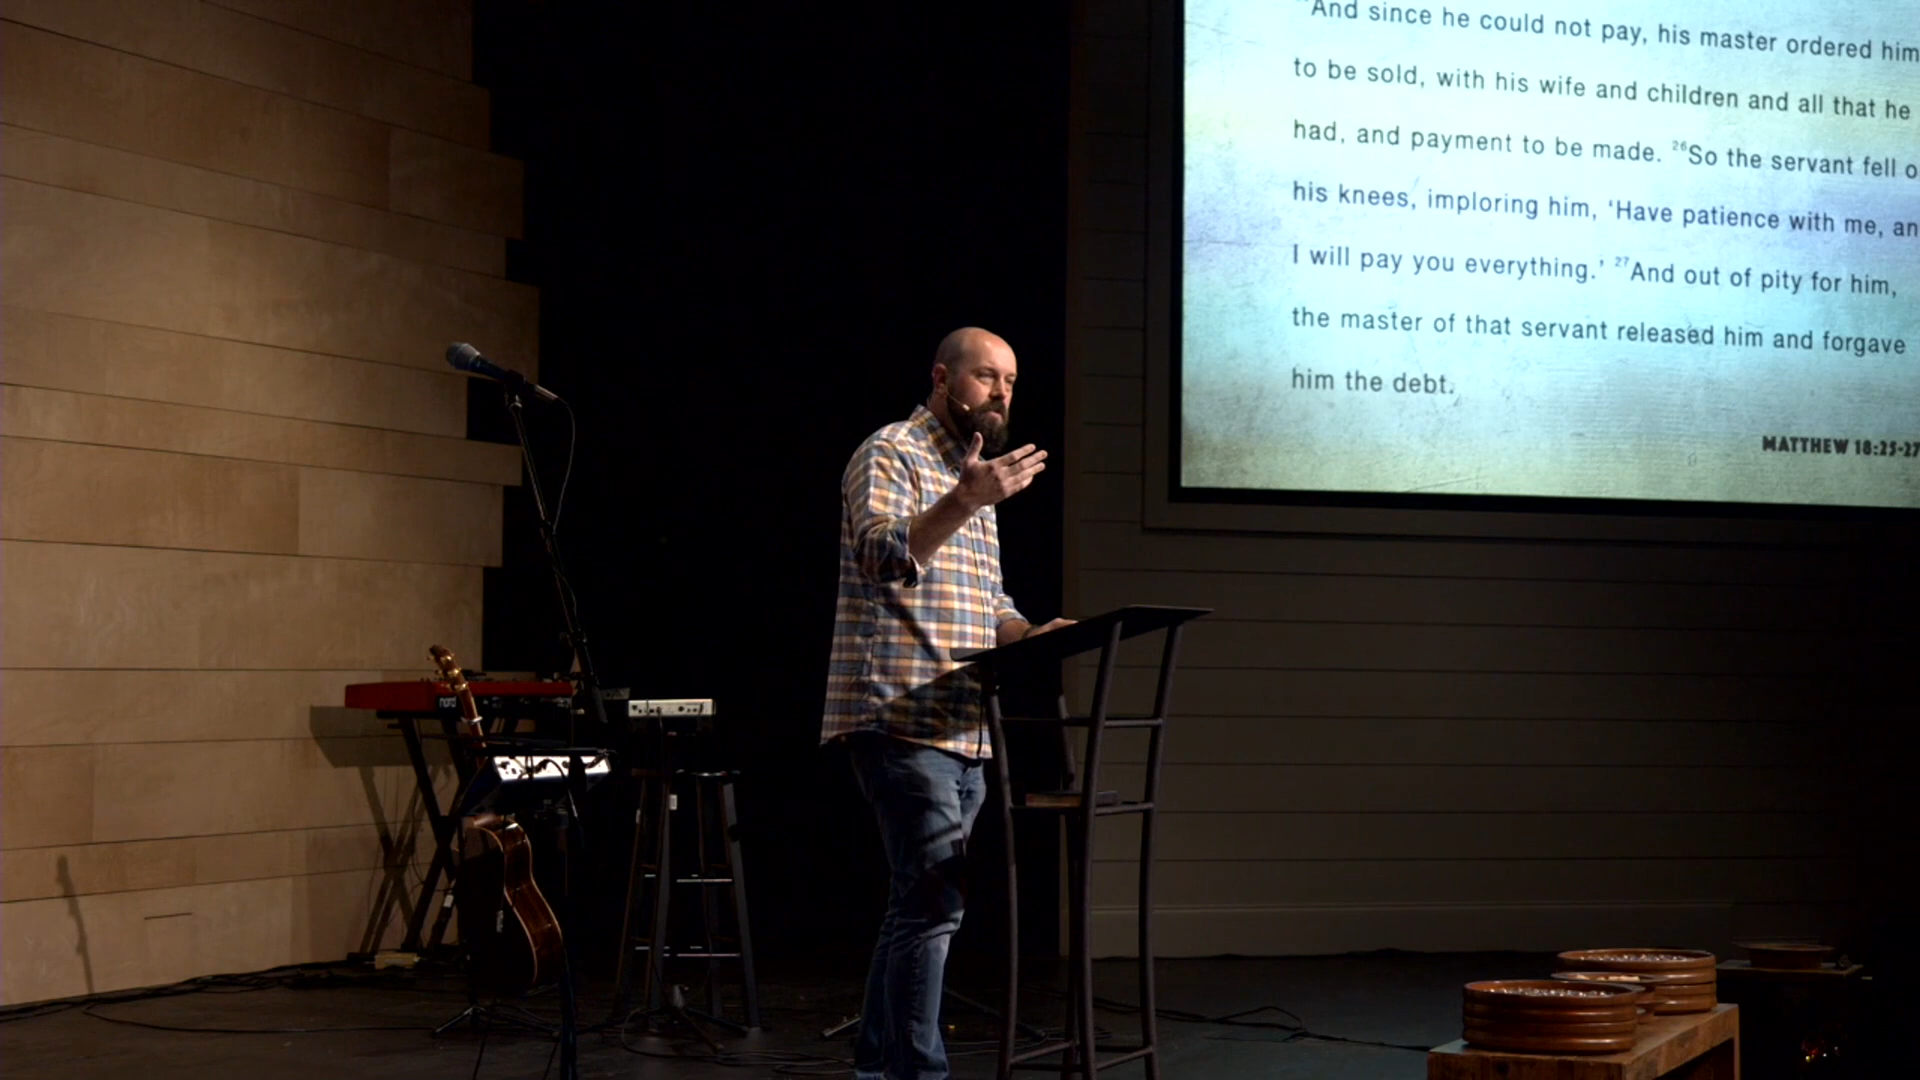 "And since he could not pay, his master ordered him
to be sold, with his wife and children and all that he
had, and payment to be made. ²⁶So the servant fell o
his knees, imploring him, ‘Have patience with me, an
I will pay you everything.’ ²⁷And out of pity for him,
the master of that servant released him and forgave
him the debt.
MATTHEW 18:25-27
nord